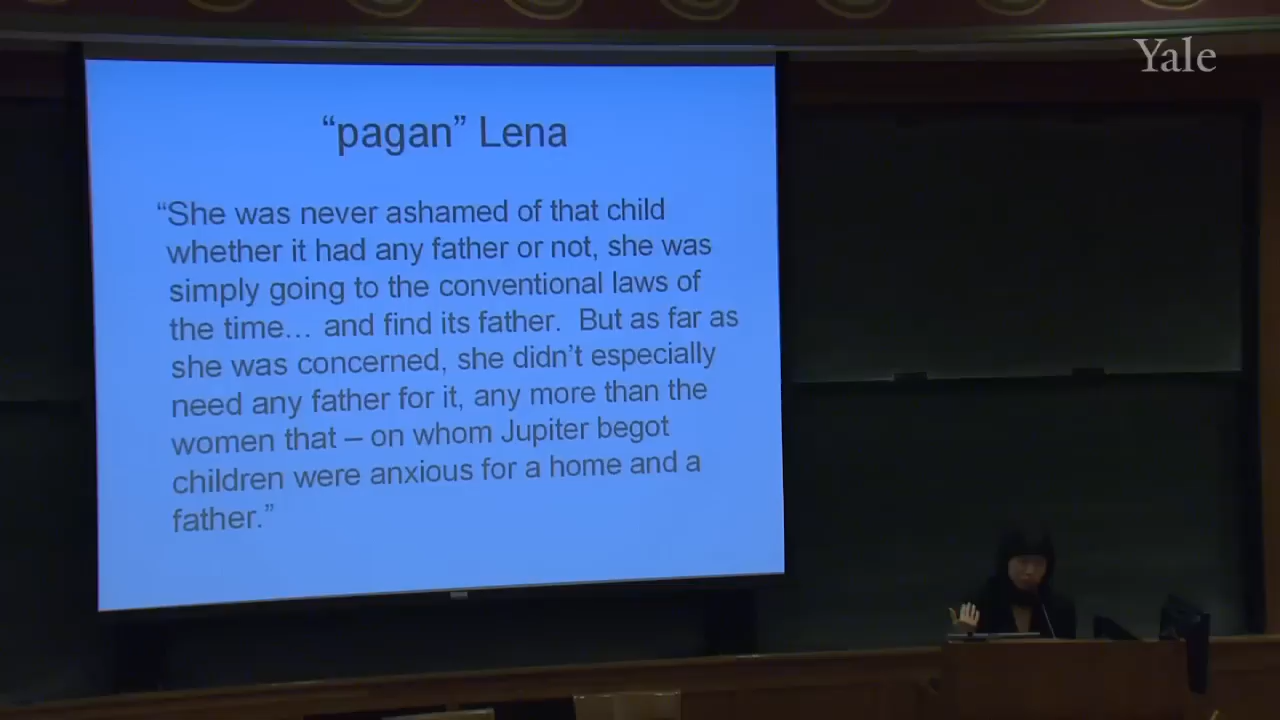 Yale
“pagan” Lena
“She was never ashamed of that child
whether it had any father or not, she was
simply going to the conventional laws of
the time... and find its father.  But as far as
she was concerned, she didn’t especially
need any father for it, any more than the
women that – on whom Jupiter begot
children were anxious for a home and a
father.”